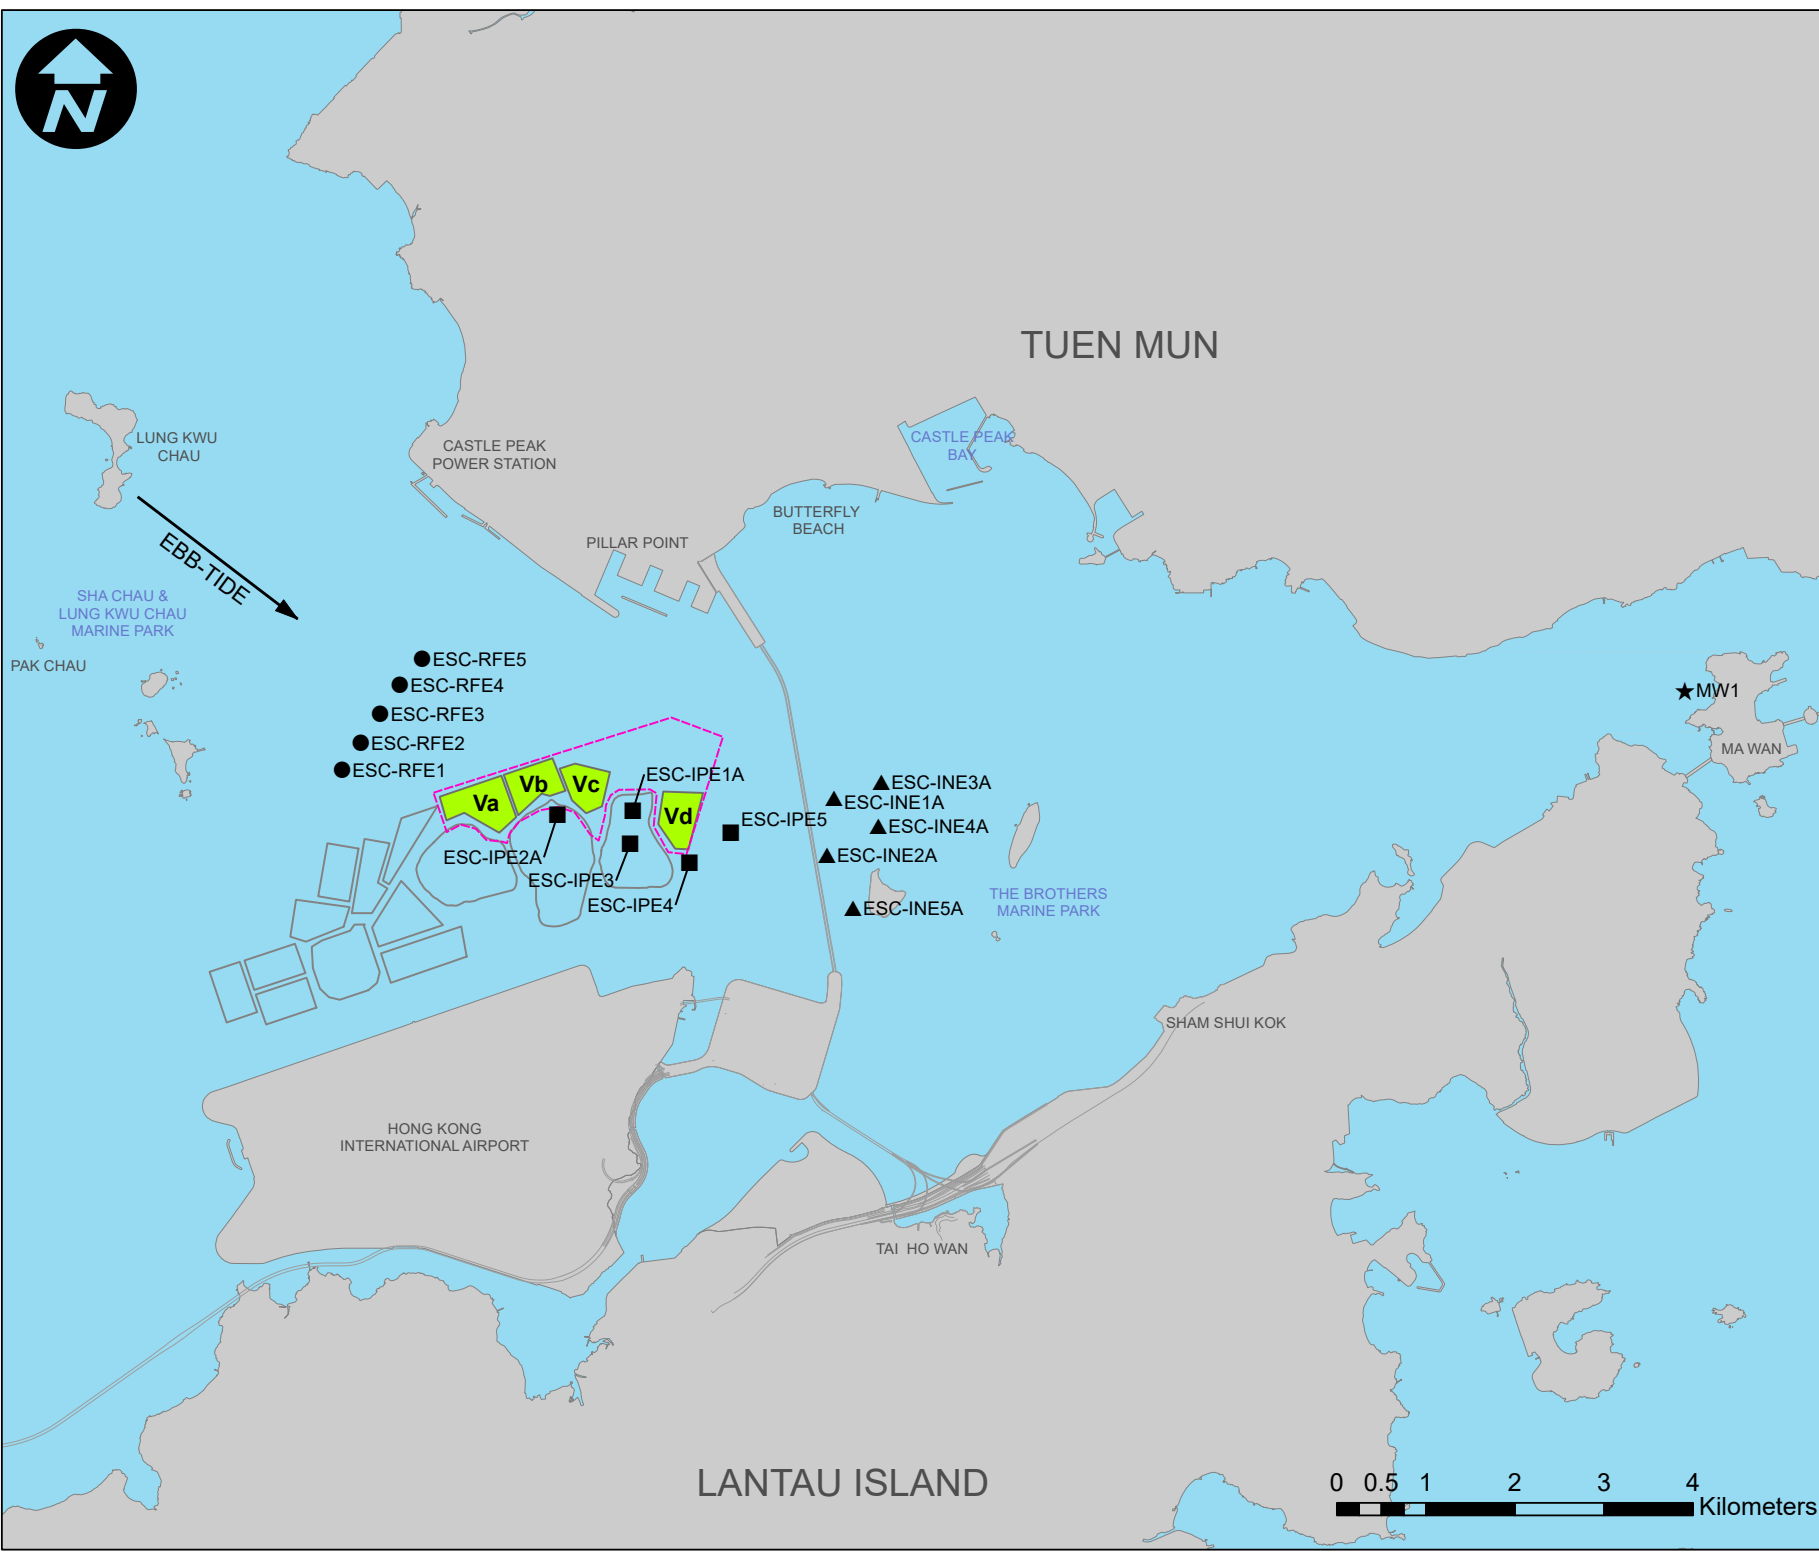 N
TUEN MUN
LUNG KWU
CHAU
CASTLE PEAK
POWER STATION
CASTLE PEAK
BAY
BUTTERFLY
BEACH
PILLAR POINT
EBB-TIDE
SHA CHAU &
LUNG KWU CHAU
MARINE PARK
PAK CHAU
ESC-RFE5
ESC-RFE4
ESC-RFE3
ESC-RFE2
ESC-RFE1
MW1
MA WAN
Va
Vb
Vc
Vd
ESC-IPE1A
ESC-IPE5
ESC-IPE2A
ESC-IPE3
ESC-IPE4
ESC-INE3A
ESC-INE1A
ESC-INE4A
ESC-INE2A
ESC-INE5A
THE BROTHERS
MARINE PARK
SHAM SHUI KOK
HONG KONG
INTERNATIONAL AIRPORT
TAI HO WAN
LANTAU ISLAND
0 0.5 1 2 3 4
Kilometers